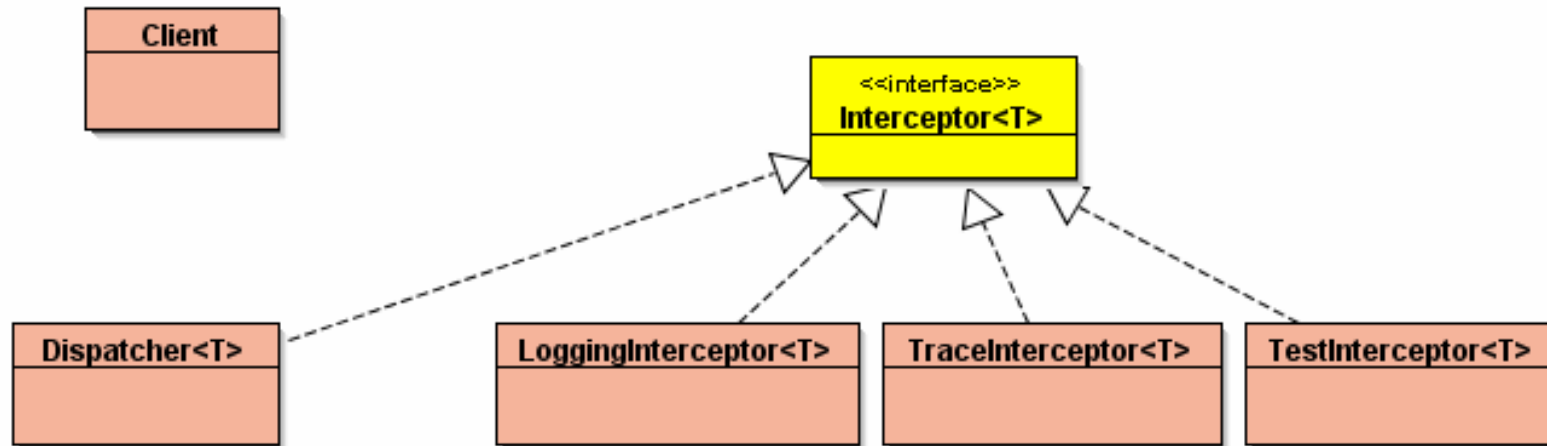 Client
<<interface>>
Interceptor<T>
Dispatcher<T>
LoggingInterceptor<T>
TraceInterceptor<T>
TestInterceptor<T>